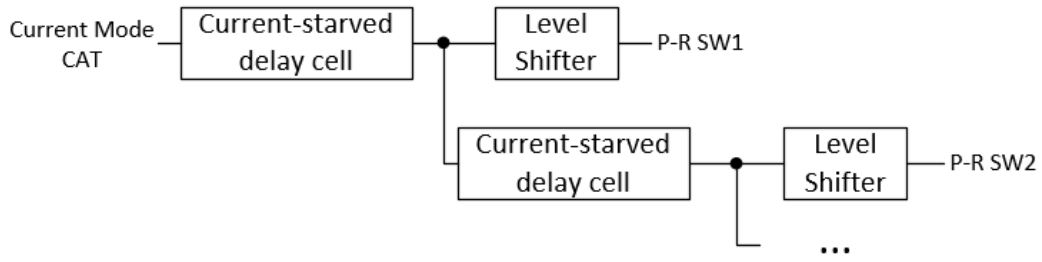 Current Mode
CAT
Current-starved
delay cell
Level
Shifter
P-R SW1
Current-starved
delay cell
Level
Shifter
P-R SW2
...